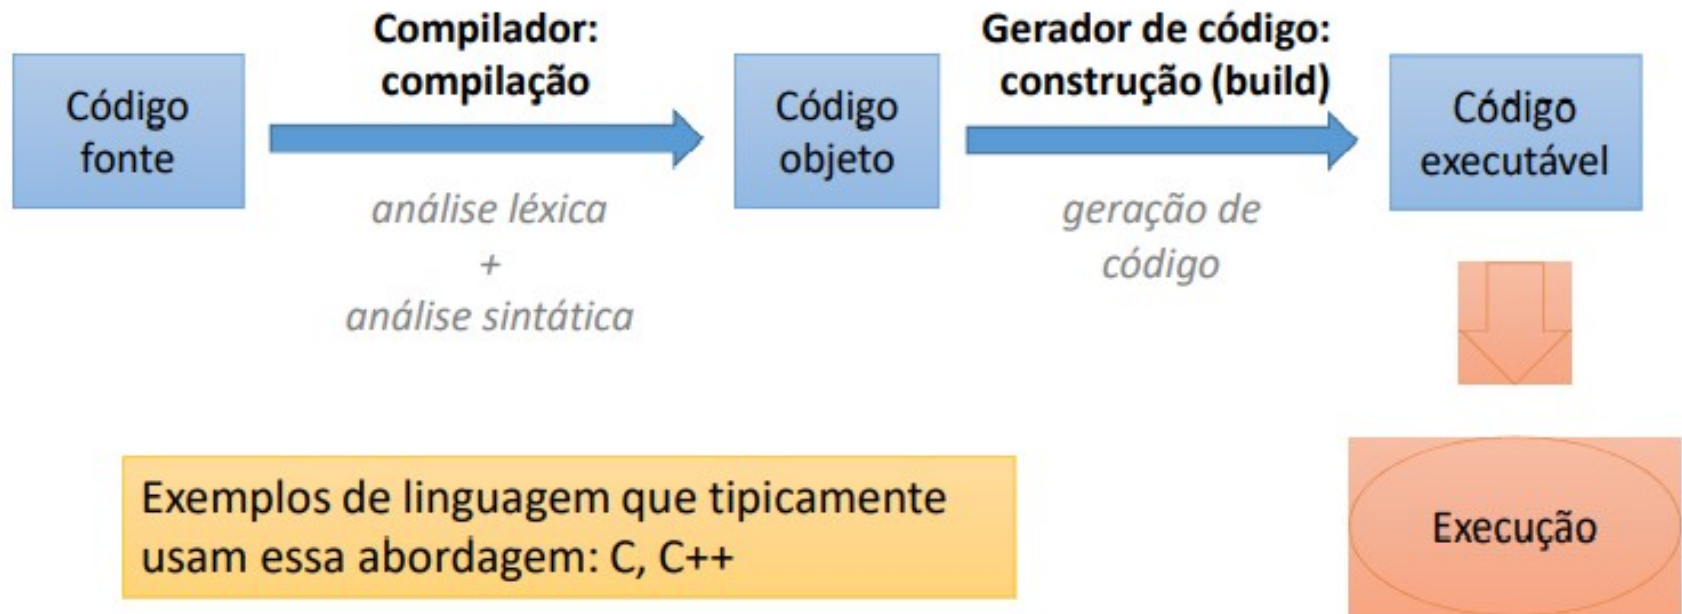 Código
fonte
Compilador:
compilação
análise léxica
+
análise sintática
Código
objeto
Gerador de código:
construção (build)
geração de
código
Código
executável
Execução
Exemplos de linguagem que tipicamente
usam essa abordagem: C, C++